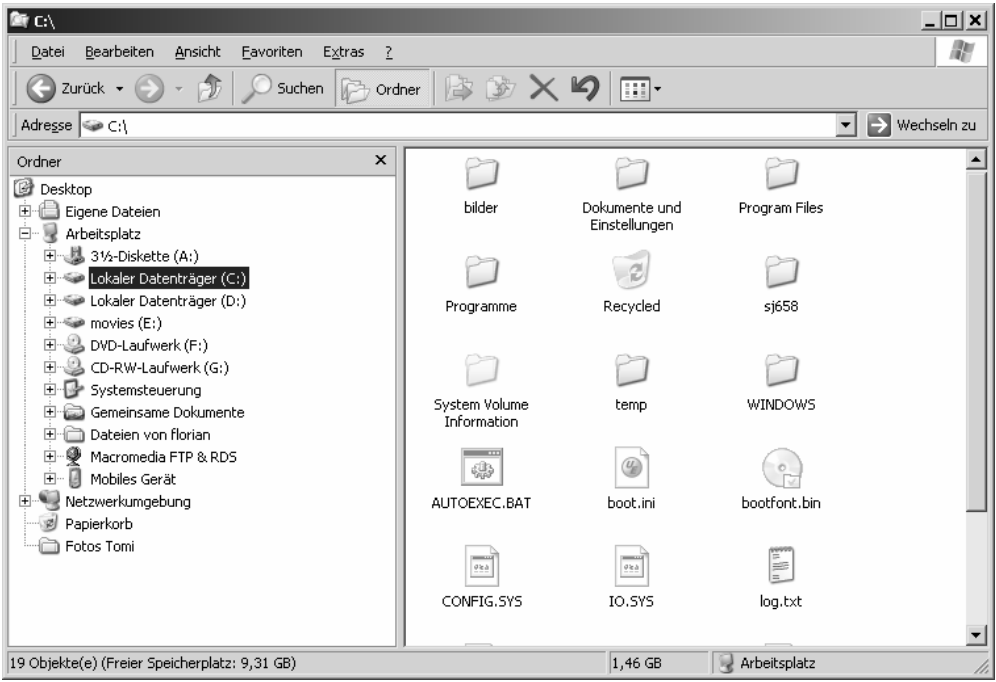 C:\
Datei Bearbeiten Ansicht Favoriten Extras ?
Zurück Suchen Ordner
Adresse C:\ Wechseln zu
Ordner
Desktop
Eigene Dateien
Arbeitsplatz
3½-Diskette (A:)
Lokaler Datenträger (C:)
Lokaler Datenträger (D:)
movies (E:)
DVD-Laufwerk (F:)
CD-RW-Laufwerk (G:)
Systemsteuerung
Gemeinsame Dokumente
Dateien von florian
Macromedia FTP & RDS
Mobiles Gerät
Netzwerkumgebung
Papierkorb
Fotos Tomi
bilder
Dokumente und
Einstellungen
Program Files
Programme
Recycled
sj658
System Volume
Information
temp
WINDOWS
AUTOEXEC.BAT
boot.ini
bootfont.bin
CONFIG.SYS
IO.SYS
log.txt
19 Objekte(e) (Freier Speicherplatz: 9,31 GB)
1,46 GB
Arbeitsplatz